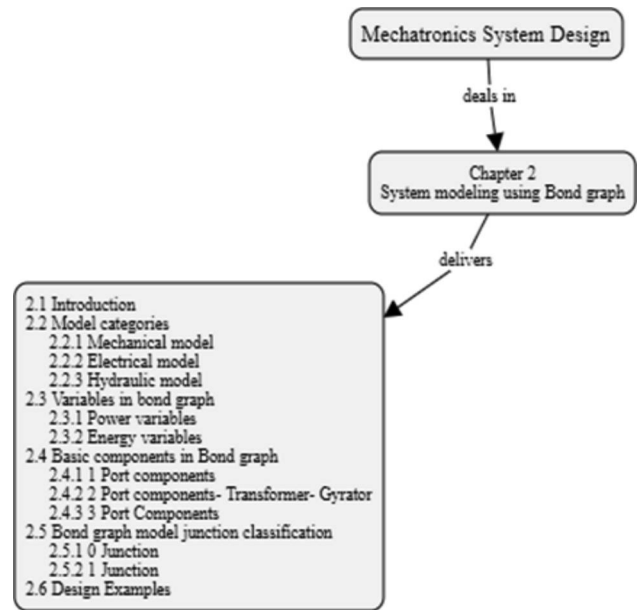 Mechatronics System Design
deals in
Chapter 2
System modeling using Bond graph
delivers
2.1 Introduction
2.2 Model categories
2.2.1 Mechanical model
2.2.2 Electrical model
2.2.3 Hydraulic model
2.3 Variables in bond graph
2.3.1 Power variables
2.3.2 Energy variables
2.4 Basic components in Bond graph
2.4.1 1 Port components
2.4.2 2 Port components- Transformer- Gyrator
2.4.3 3 Port Components
2.5 Bond graph model junction classification
2.5.1 0 Junction
2.5.2 1 Junction
2.6 Design Examples